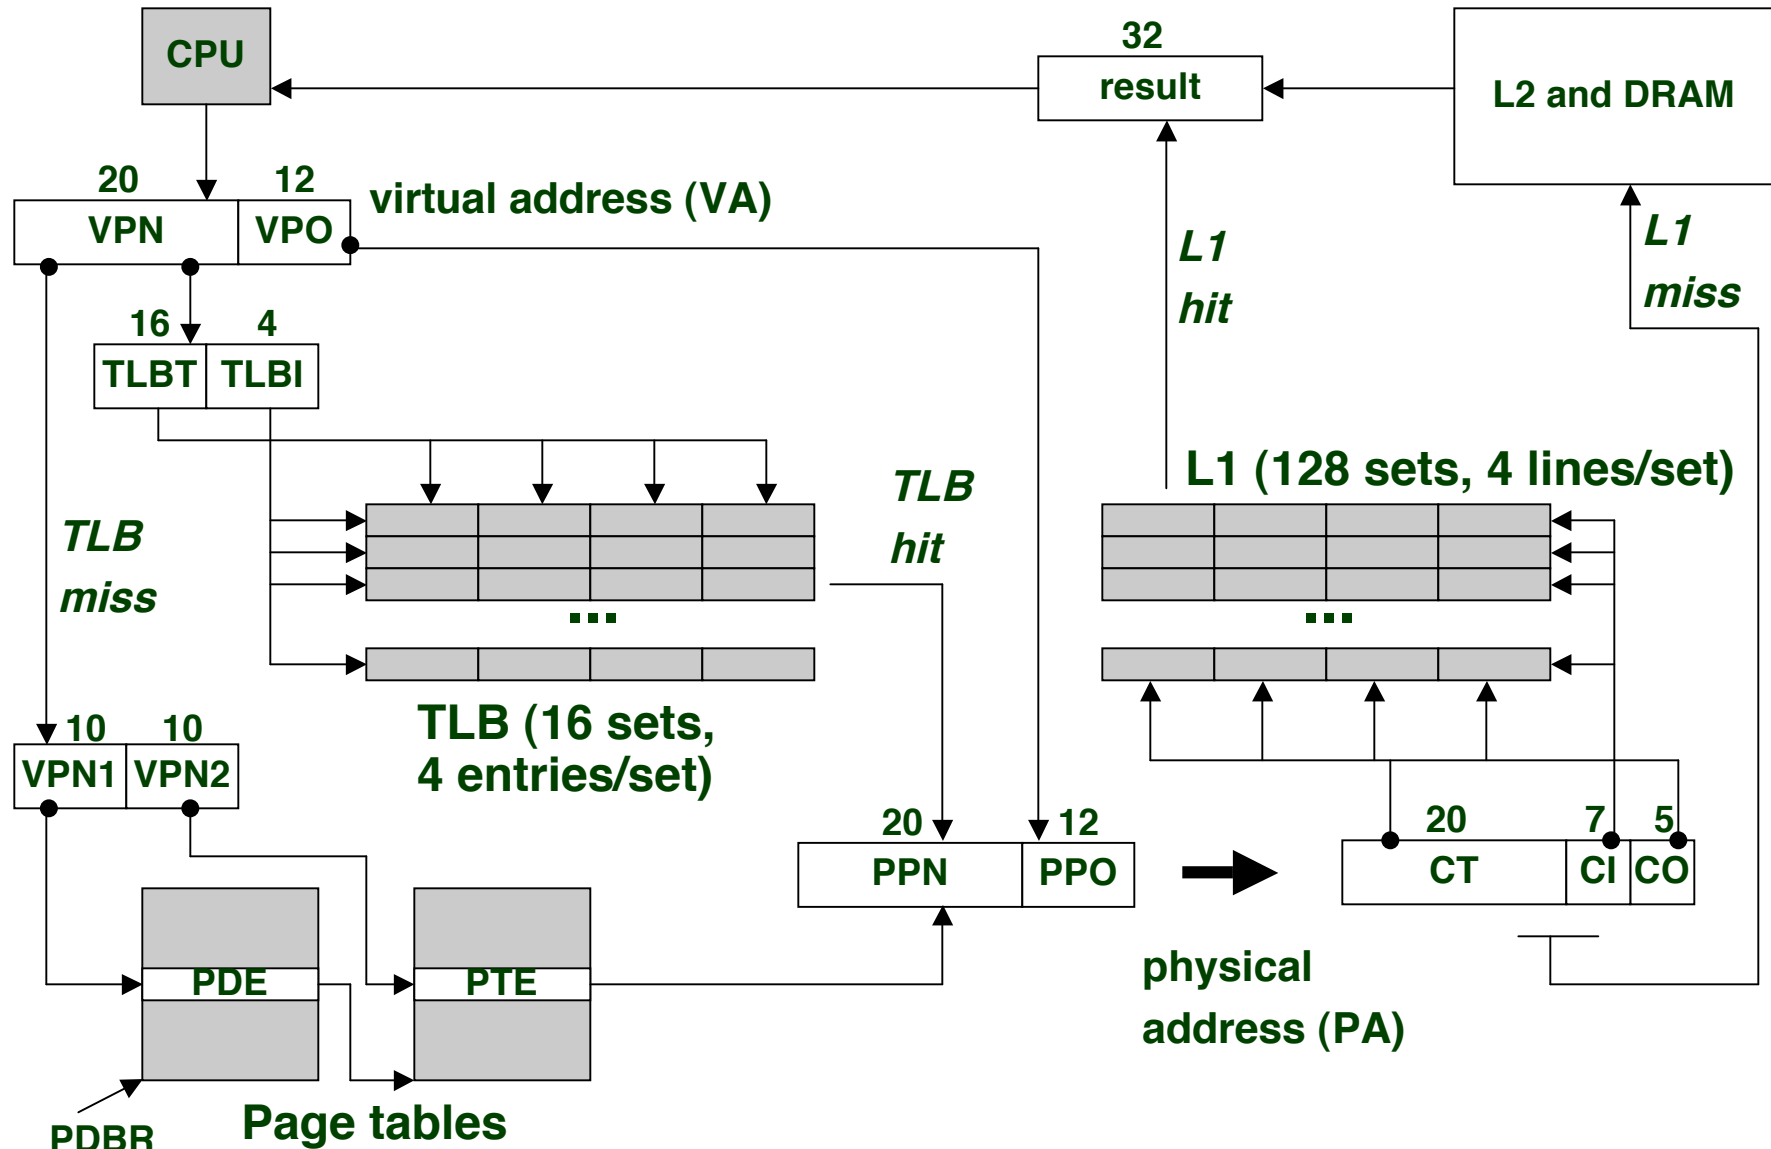 CPU
32
result
L2 and DRAM
20 12
VPN VPO
virtual address (VA)
L1
hit
L1
miss
16 4
TLBT TLBI
TLB
hit
L1 (128 sets, 4 lines/set)
TLB
miss
...
...
TLB (16 sets,
4 entries/set)
10 10
VPN1 VPN2
20 12
PPN PPO
20 7 5
CT CI CO
PDE
PTE
physical
address (PA)
PDBR
Page tables